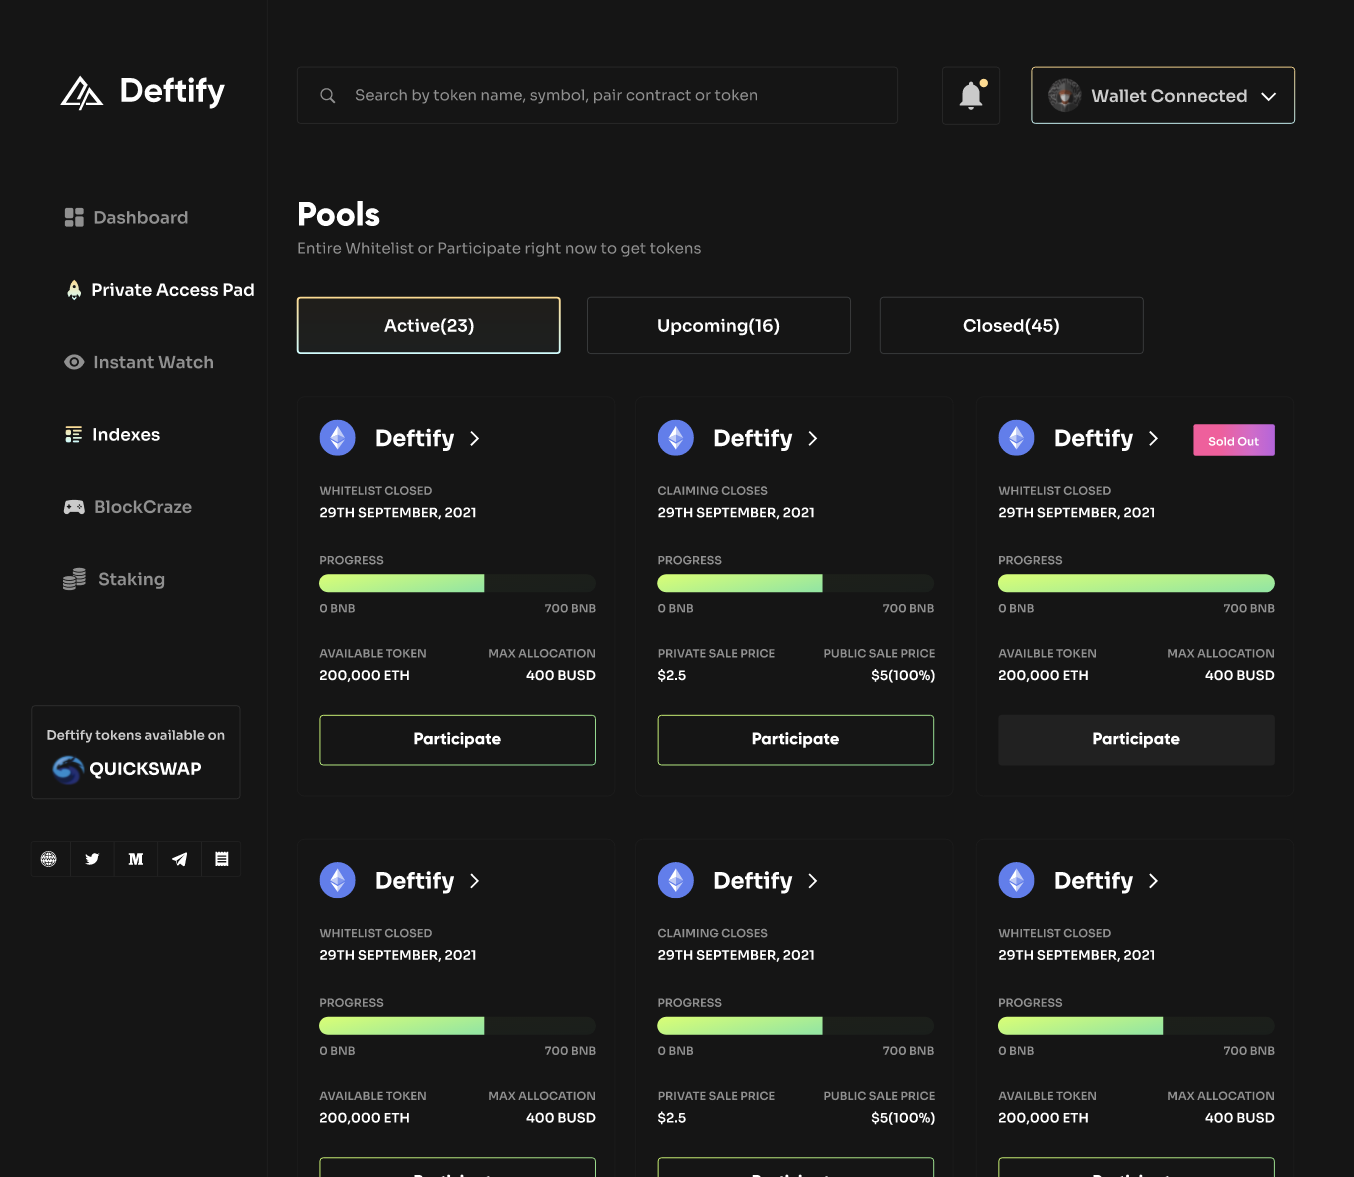 Deftify
Search by token name, symbol, pair contract or token
Wallet Connected
Dashboard
Private Access Pad
Instant Watch
Indexes
BlockCraze
Staking
Deftify tokens available on
QUICKSWAP
M
Pools
Entire Whitelist or Participate right now to get tokens
Active(23)
Upcoming(16)
Closed(45)
Deftify
WHITELIST CLOSED
29TH SEPTEMBER, 2021
PROGRESS
0 BNB 700 BNB
AVAILABLE TOKEN MAX ALLOCATION
200,000 ETH 400 BUSD
Participate
Deftify
CLAIMING CLOSES
29TH SEPTEMBER, 2021
PROGRESS
0 BNB 700 BNB
PRIVATE SALE PRICE PUBLIC SALE PRICE
$2.5 $5(100%)
Participate
Deftify
Sold Out
WHITELIST CLOSED
29TH SEPTEMBER, 2021
PROGRESS
0 BNB 700 BNB
AVAILBLE TOKEN MAX ALLOCATION
200,000 ETH 400 BUSD
Participate
Deftify
WHITELIST CLOSED
29TH SEPTEMBER, 2021
PROGRESS
0 BNB 700 BNB
AVAILABLE TOKEN MAX ALLOCATION
200,000 ETH 400 BUSD
Participate
Deftify
CLAIMING CLOSES
29TH SEPTEMBER, 2021
PROGRESS
0 BNB 700 BNB
PRIVATE SALE PRICE PUBLIC SALE PRICE
$2.5 $5(100%)
Participate
Deftify
WHITELIST CLOSED
29TH SEPTEMBER, 2021
PROGRESS
0 BNB 700 BNB
AVAILBLE TOKEN MAX ALLOCATION
200,000 ETH 400 BUSD
Participate